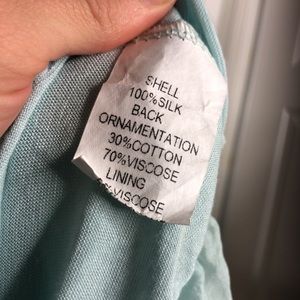 SHELL
100%SILK
BACK
ORNAMENTATION
30%COTTON
70%VISCOSE
LINING
%VISCOSE